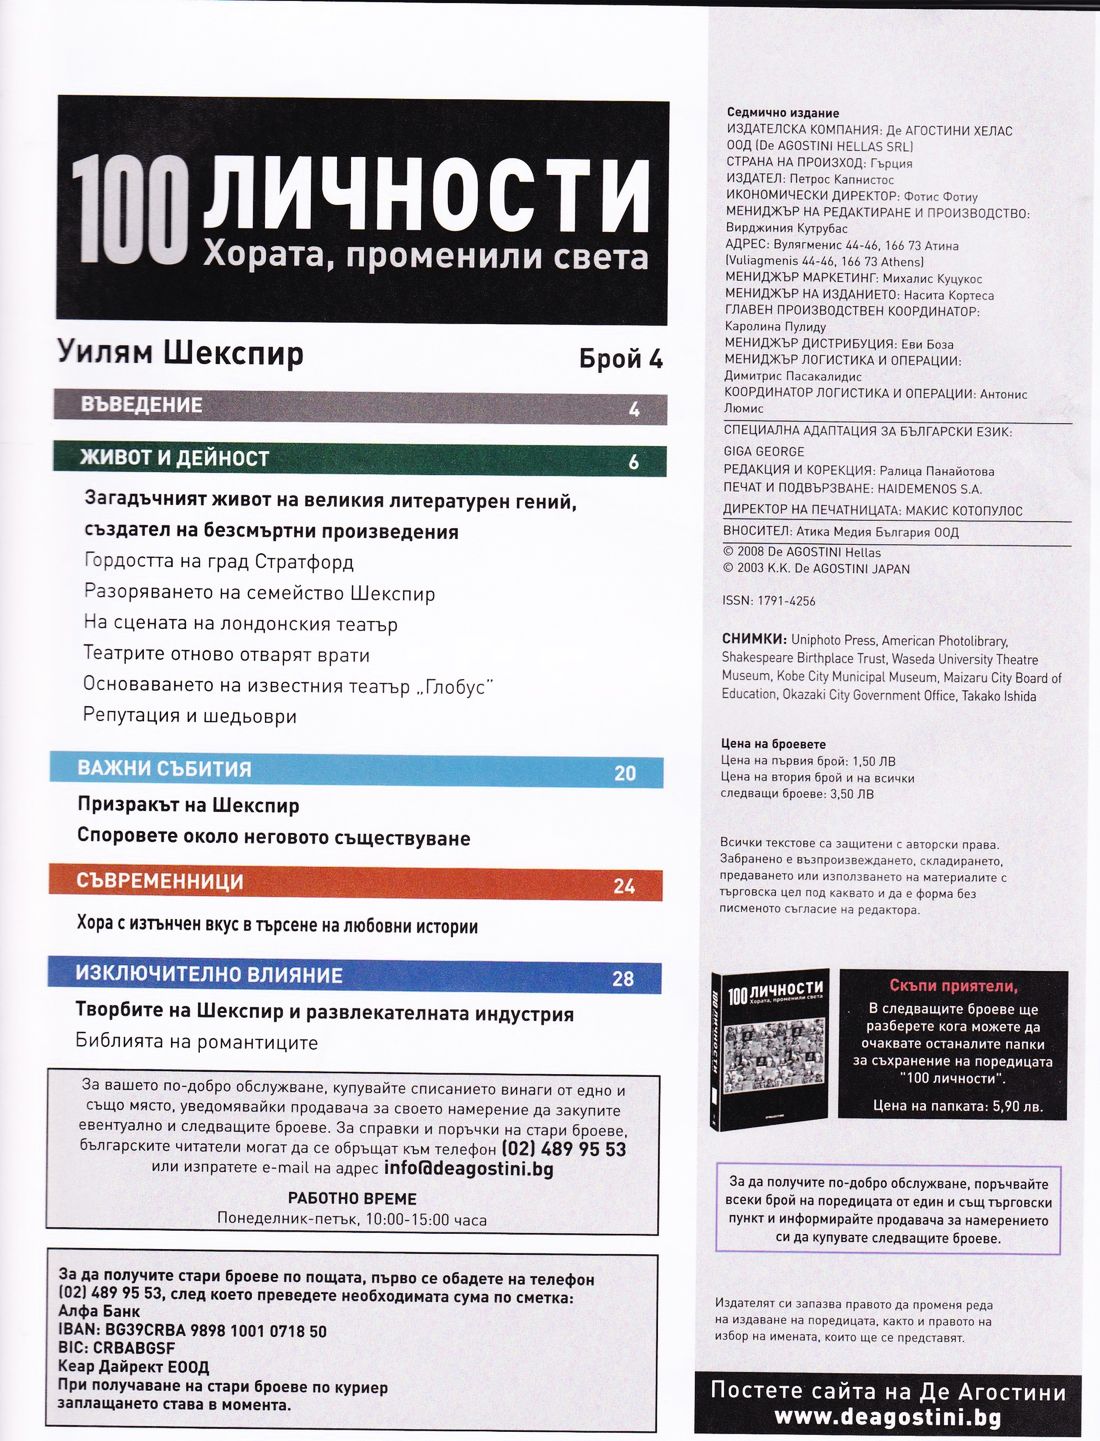 100 ЛИЧНОСТИ
Хората, променили света
Уилям Шекспир
Брой 4
ВЪВЕДЕНИЕ 4
ЖИВОТ И ДЕЙНОСТ 6
Загадъчният живот на великия литературен гений,
създател на безсмъртни произведения
Гордостта на град Стратфорд
Разоряването на семейство Шекспир
На сцената на лондонския театър
Театрите отново отварят врати
Основаването на известния театър „Глобус”
Репутация и шедьоври
ВАЖНИ СЪБИТИЯ 20
Призракът на Шекспир
Споровете около неговото съществуване
СЪВРЕМЕННИЦИ 24
Хора с изтънчен вкус в търсене на любовни истории
ИЗКЛЮЧИТЕЛНО ВЛИЯНИЕ 28
Творбите на Шекспир и развлекателната индустрия
Библията на романтиците
За вашето по-добро обслужване, купувайте списанието винаги от едно и
също място, уведомявайки продавача за своето намерение да закупите
евентуално и следващите броеве. За справки и поръчки на стари броеве,
българските читатели могат да се обръщат към телефон (02) 489 95 53
или изпратете e-mail на адрес info@deagostini.bg
РАБОТНО ВРЕМЕ
Понеделник-петък, 10:00-15:00 часа
За да получите стари броеве по пощата, първо се обадете на телефон
(02) 489 95 53, след което преведете необходимата сума по сметка:
Алфа Банк
IBAN: BG39CRBA 9898 1001 0718 50
BIC: CRBABGSF
Кеар Дайрект ЕООД
При получаване на стари броеве по куриер
заплащането става в момента.
Седмично издание
ИЗДАТЕЛСКА КОМПАНИЯ: Де АГОСТИНИ ХЕЛАС
ООД (De AGOSTINI HELLAS SRL)
СТРАНА НА ПРОИЗХОД: Гърция
ИЗДАТЕЛ: Петрос Капнистос
ИКОНОМИЧЕСКИ ДИРЕКТОР: Фотис Фотиу
МЕНИДЖЪР НА РЕДАКТИРАНЕ И ПРОИЗВОДСТВО:
Вирджиния Кутрубас
АДРЕС: Вулягменис 44-46, 166 73 Атина
(Vuliagmenis 44-46, 166 73 Athens)
МЕНИДЖЪР МАРКЕТИНГ: Михалис Куцукос
МЕНИДЖЪР НА ИЗДАНИЕТО: Насита Кортеса
ГЛАВЕН ПРОИЗВОДСТВЕН КООРДИНАТОР:
Каролина Пулиду
МЕНИДЖЪР ДИСТРИБУЦИЯ: Еви Боза
МЕНИДЖЪР ЛОГИСТИКА И ОПЕРАЦИИ:
Димитрис Пасакалидис
КООРДИНАТОР ЛОГИСТИКА И ОПЕРАЦИИ: Антонис
Люмис
СПЕЦИАЛНА АДАПТАЦИЯ ЗА БЪЛГАРСКИ ЕЗИК:
GIGA GEORGE
РЕДАКЦИЯ И КОРЕКЦИЯ: Ралица Панайотова
ПЕЧАТ И ПОДВЪРЗВАНЕ: HAIDEMENOS S.A.
ДИРЕКТОР НА ПЕЧАТНИЦАТА: МАКИС КОТОПУЛОС
ВНОСИТЕЛ: Атика Медия България ООД
© 2008 De AGOSTINI Hellas
© 2003 K.K. De AGOSTINI JAPAN
ISSN: 1791-4256
СНИМКИ: Uniphoto Press, American Photolibrary,
Shakespeare Birthplace Trust, Waseda University Theatre
Museum, Kobe City Municipal Museum, Maizaru City Board of
Education, Okazaki City Government Office, Takako Ishida
Цена на броевете
Цена на първия брой: 1,50 ЛВ
Цена на втория брой и на всички
следващи броеве: 3,50 ЛВ
Всички текстове са защитени с авторски права.
Забранено е възпроизвеждането, складирането,
предаването или използването на материалите с
търговска цел под каквато и да е форма без
писменото съгласие на редактора.
100 ЛИЧНОСТИ
Хората, променили света
100 ЛИЧНОСТИ
Скъпи приятели,
В следващите броеве ще
разберете кога можете да
очаквате останалите папки
за съхранение на поредицата
"100 личности".
Цена на папката: 5,90 лв.
За да получите по-добро обслужване, поръчвайте
всеки брой на поредицата от един и същ търговски
пункт и информирайте продавача за намерението
си да купувате следващите броеве.
Издателят си запазва правото да променя реда
на издаване на поредицата, както и правото на
избор на имената, които ще се представят.
Постете сайта на Де Агостини
www.deagostini.bg